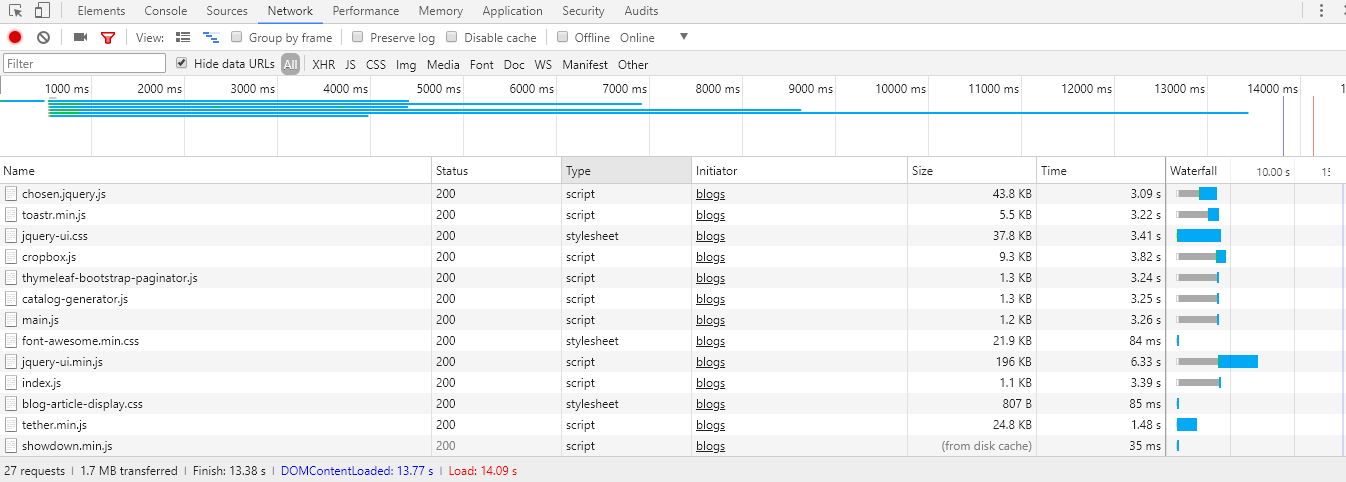 Elements Console Sources Network Performance Memory Application Security Audits
View: Group by frame Preserve log Disable cache Offline Online
Filter Hide data URLs All XHR JS CSS Img Media Font Doc WS Manifest Other
1000 ms 2000 ms 3000 ms 4000 ms 5000 ms 6000 ms 7000 ms 8000 ms 9000 ms 10000 ms 11000 ms 12000 ms 13000 ms 14000 ms 1
Name Status Type Initiator Size Time Waterfall 10.00 s 15
chosen.jquery.js 200 script blogs 43.8 KB 3.09 s
toastr.min.js 200 script blogs 5.5 KB 3.22 s
jquery-ui.css 200 stylesheet blogs 37.8 KB 3.41 s
cropbox.js 200 script blogs 9.3 KB 3.82 s
thymeleaf-bootstrap-paginator.js 200 script blogs 1.3 KB 3.24 s
catalog-generator.js 200 script blogs 1.3 KB 3.25 s
main.js 200 script blogs 1.2 KB 3.26 s
font-awesome.min.css 200 stylesheet blogs 21.9 KB 84 ms
jquery-ui.min.js 200 script blogs 196 KB 6.33 s
index.js 200 script blogs 1.1 KB 3.39 s
blog-article-display.css 200 stylesheet blogs 807 B 85 ms
tether.min.js 200 script blogs 24.8 KB 1.48 s
showdown.min.js 200 script blogs (from disk cache) 35 ms
27 requests | 1.7 MB transferred | Finish: 13.38 s | DOMContentLoaded: 13.77 s | Load: 14.09 s